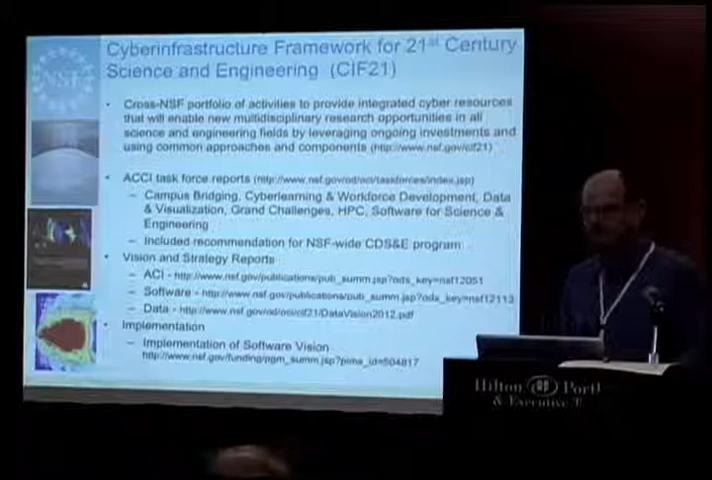 Cyberinfrastructure Framework for 21st Century
Science and Engineering (CIF21)
NSF
• Cross-NSF portfolio of activities to provide integrated cyber resources
that will enable new multidisciplinary research opportunities in all
science and engineering fields by leveraging ongoing investments and
using common approaches and components (http://www.nsf.gov/cif21)
• ACCI task force reports (http://www.nsf.gov/od/oci/taskforces/index.jsp)
– Campus Bridging, Cyberlearning & Workforce Development, Data
& Visualization, Grand Challenges, HPC, Software for Science &
Engineering
– Included recommendation for NSF-wide CDS&E program
• Vision and Strategy Reports
– ACI - http://www.nsf.gov/publications/pub_summ.jsp?ods_key=nsf12051
– Software - http://www.nsf.gov/publications/pub_summ.jsp?ods_key=nsf12113
– Data - http://www.nsf.gov/od/oci/cif21/DataVision2012.pdf
• Implementation
– Implementation of Software Vision
http://www.nsf.gov/funding/pgm_summ.jsp?pims_id=504817
Hilton Portl
& Executive T